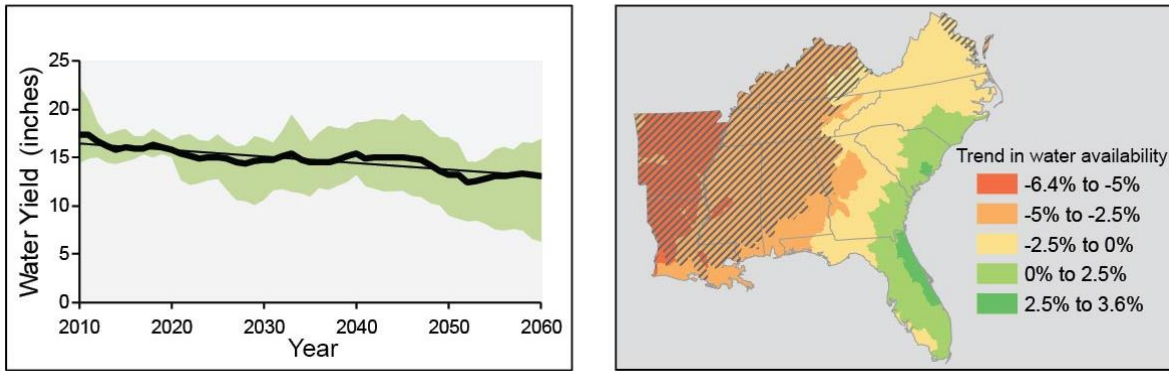 25
20
15
10
5
0
Water Yield (inches)
2010 2020 2030 2040 2050 2060
Year
Trend in water availability
-6.4% to -5%
-5% to -2.5%
-2.5% to 0%
0% to 2.5%
2.5% to 3.6%